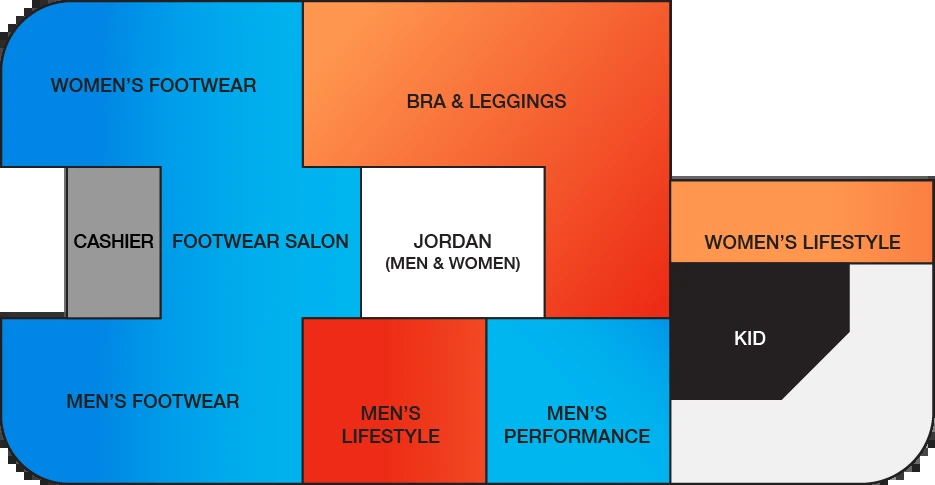 WOMEN'S FOOTWEAR
BRA & LEGGINGS
CASHIER
FOOTWEAR SALON
JORDAN
(MEN & WOMEN)
WOMEN'S LIFESTYLE
KID
MEN'S FOOTWEAR
MEN'S
LIFESTYLE
MEN'S
PERFORMANCE